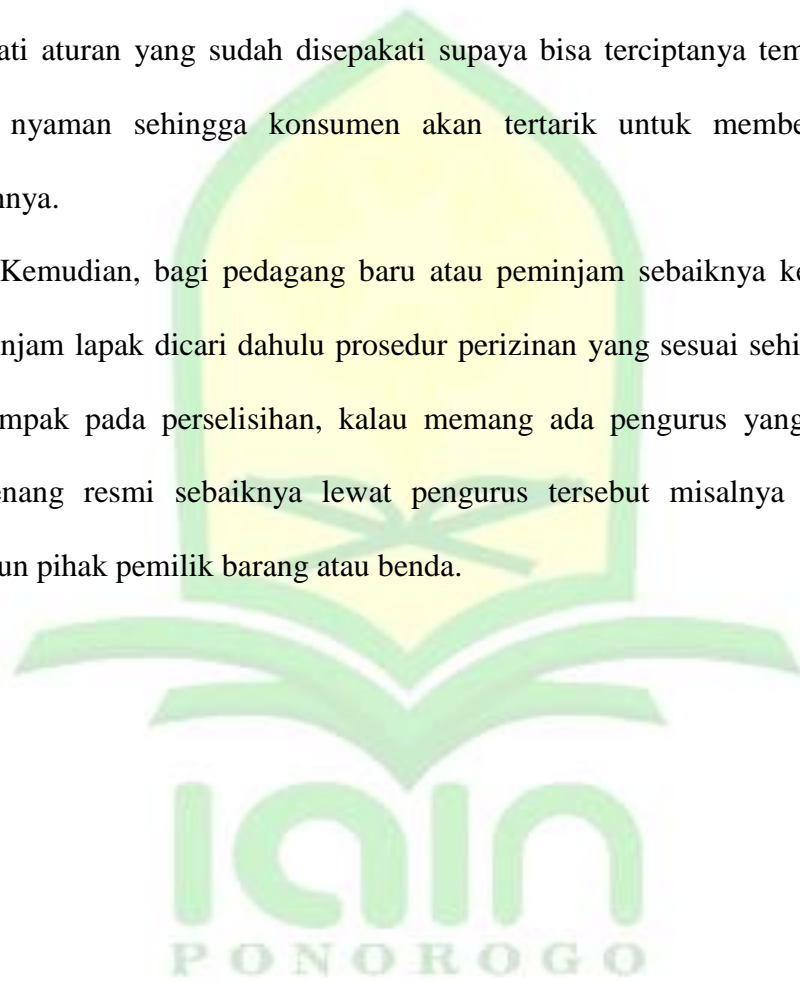 ati aturan yang sudah disepakati supaya bisa terciptanya tem
nyaman sehingga konsumen akan tertarik untuk membe
nnya.
Kemudian, bagi pedagang baru atau peminjam sebaiknya ke
njam lapak dicari dahulu prosedur perizinan yang sesuai sehi
mpak pada perselisihan, kalau memang ada pengurus yang
enang resmi sebaiknya lewat pengurus tersebut misalnya
un pihak pemilik barang atau benda.
iain
PONOROGO